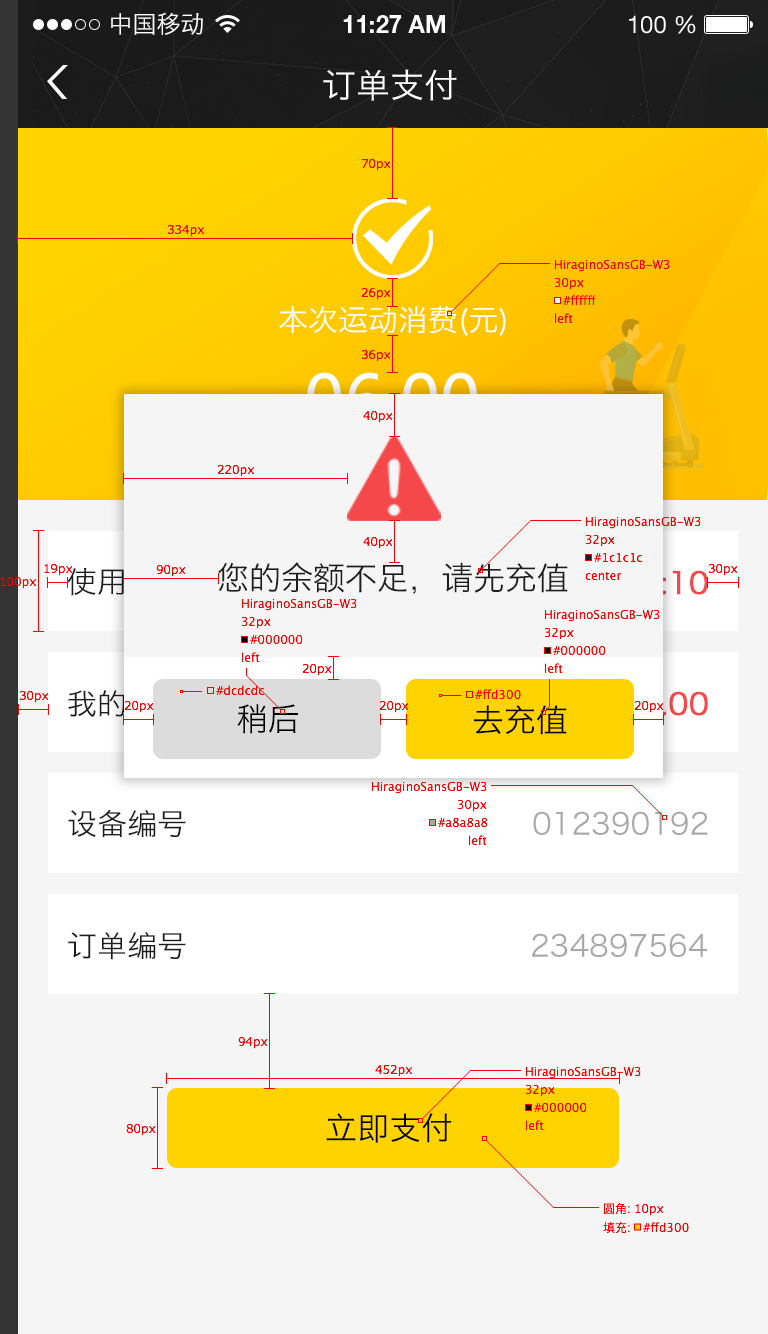 中国移动 11:27 AM 100 %
订单支付
70px
334px
HiraginoSansGB-W3
30px
#ffffff
left
26px
本次运动消费(元)
36px
06.00
40px
220px
40px
HiraginoSansGB-W3
32px
#1c1c1c
center
100px
19px
使用
90px
您的余额不足，请先充值
:10
30px
HiraginoSansGB-W3
32px
#000000
left
HiraginoSansGB-W3
32px
#000000
left
20px
30px
我的
20px
#dcdcdc
稍后
20px
#ffd300
去充值
20px
.00
HiraginoSansGB-W3
30px
#a8a8a8
left
设备编号 012390192
订单编号 234897564
94px
452px
HiraginoSansGB-W3
32px
#000000
left
80px
立即支付
圆角: 10px
填充: #ffd300